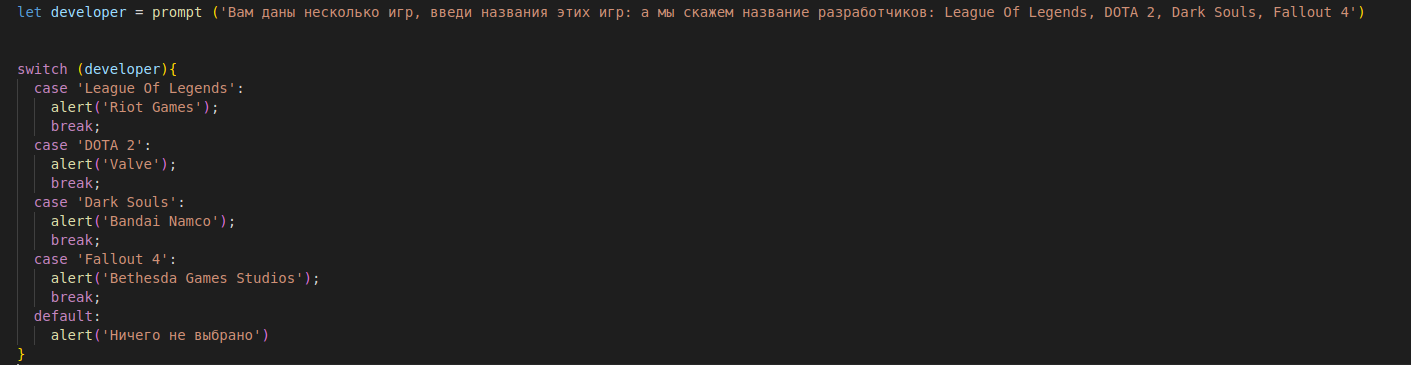 let developer = prompt ('Вам даны несколько игр, введи названия этих игр: а мы скажем название разработчиков: League Of Legends, DOTA 2, Dark Souls, Fallout 4')
switch (developer){
case 'League Of Legends':
alert('Riot Games');
break;
case 'DOTA 2':
alert('Valve');
break;
case 'Dark Souls':
alert('Bandai Namco');
break;
case 'Fallout 4':
alert('Bethesda Games Studios');
break;
default:
alert('Ничего не выбрано')
}